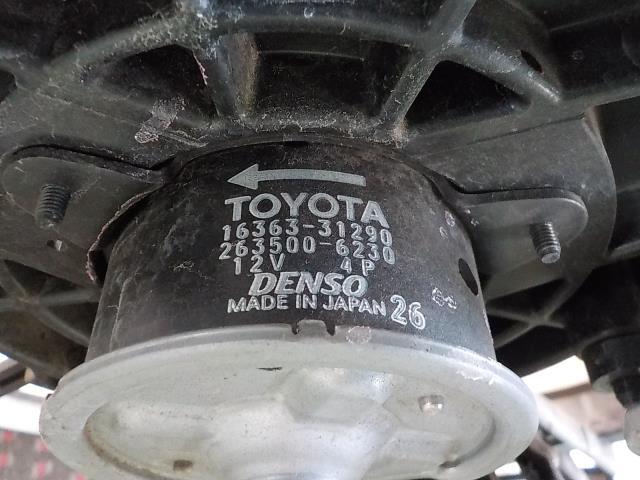 TOYOTA
16363-31290
263500-6230
12V 4P
DENSO
MADE IN JAPAN 26